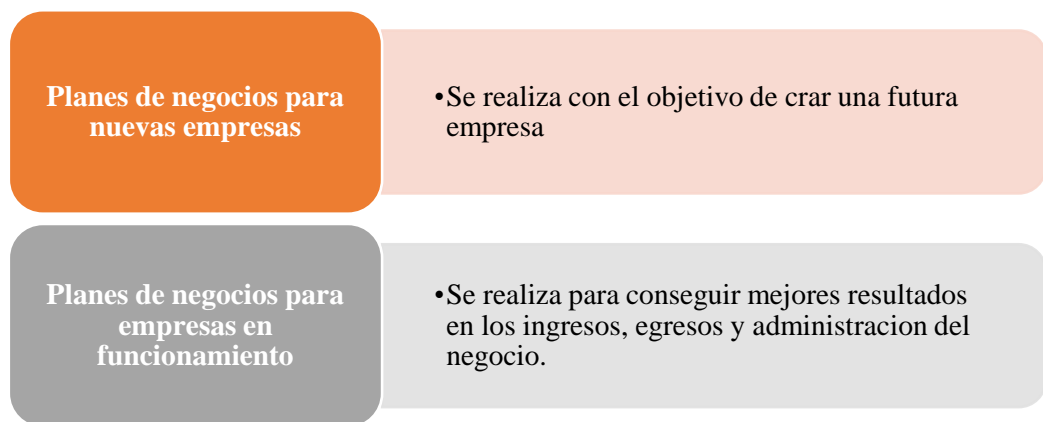 Planes de negocios para
nuevas empresas
•Se realiza con el objetivo de crar una futura
empresa
Planes de negocios para
empresas en
funcionamiento
•Se realiza para conseguir mejores resultados
en los ingresos, egresos y administracion del
negocio.